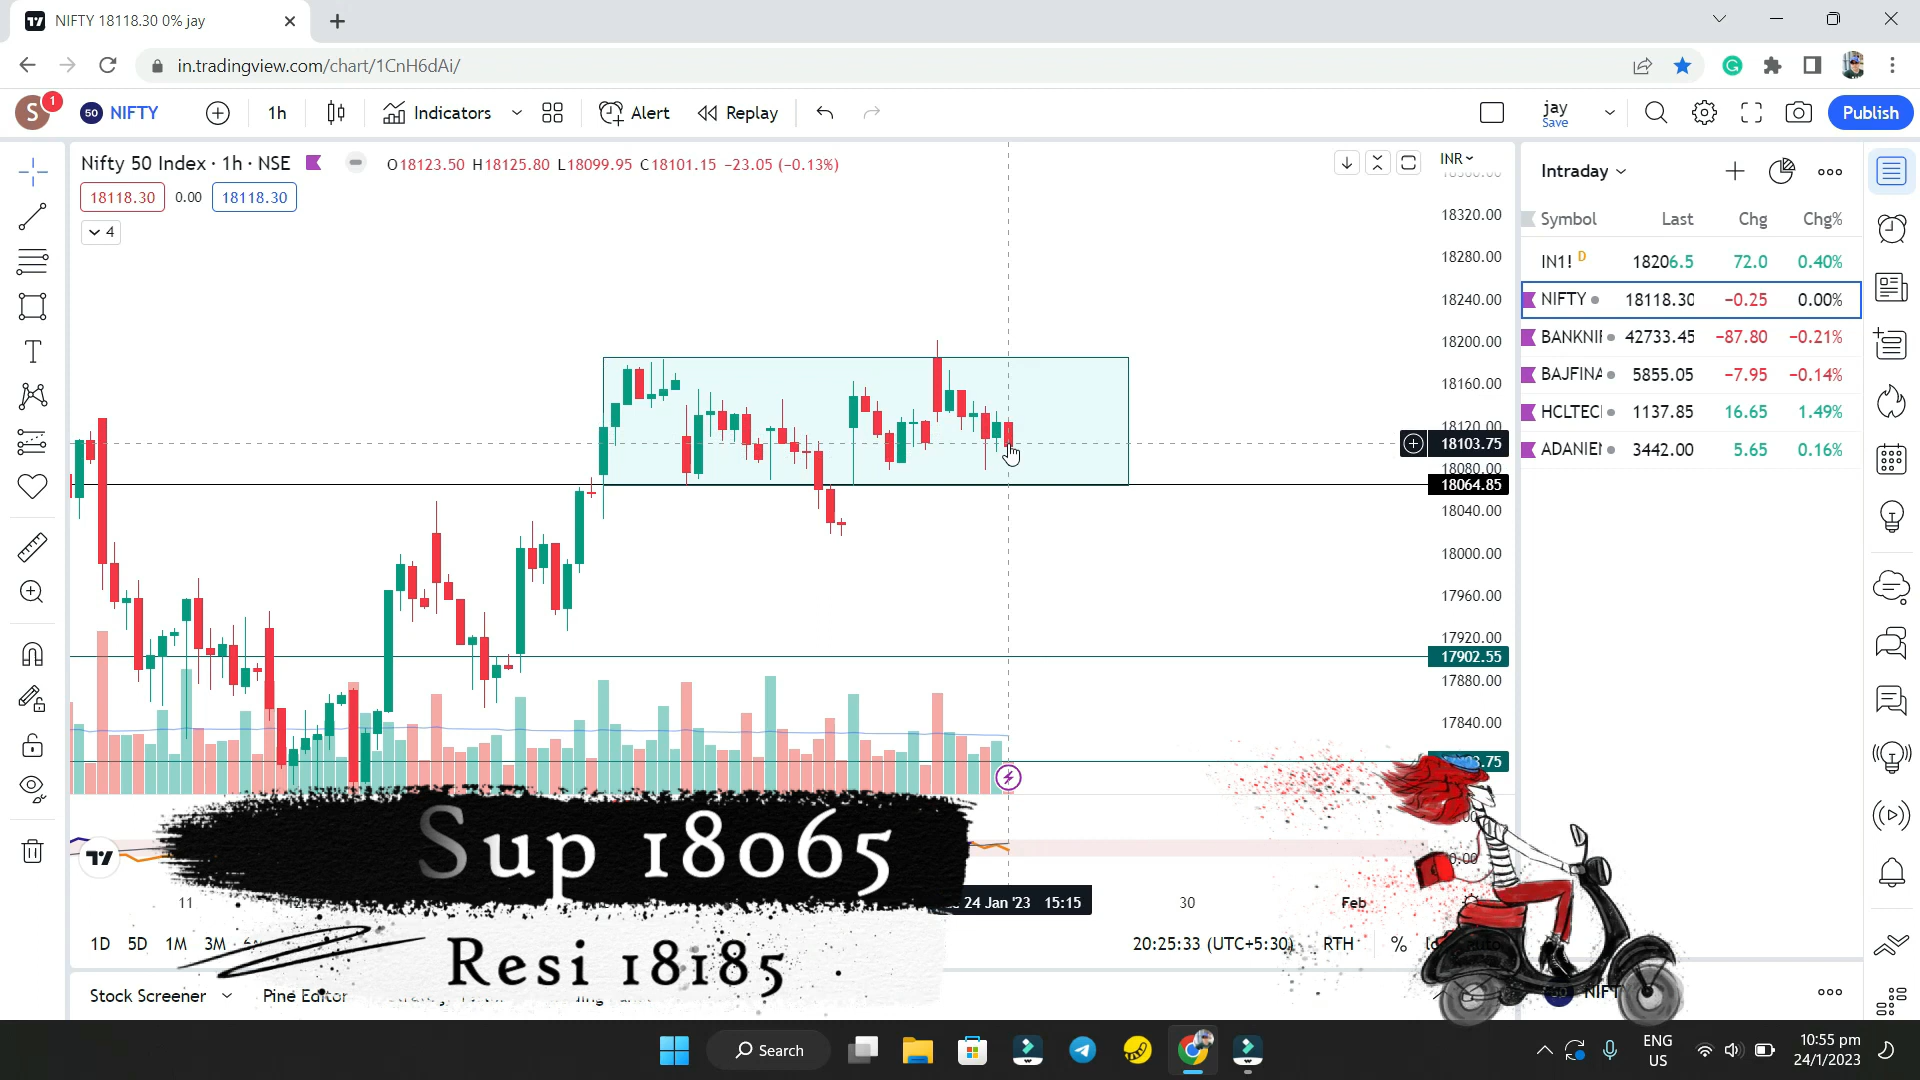 NIFTY 18118.30 0% jay
in.tradingview.com/chart/1CnH6dAi/
S 1 50 NIFTY 1h Indicators Alert Replay jay Save Publish
Nifty 50 Index · 1h · NSE O18123.50 H18125.80 L18099.95 C18101.15 −23.05 (−0.13%)
18118.30 0.00 18118.30
4
INR
18320.00
18280.00
18240.00
18200.00
18160.00
18120.00
18103.75
18080.00
18064.85
18040.00
18000.00
17960.00
17920.00
17902.55
17880.00
17840.00
Intraday
Symbol Last Chg Chg%
IN1! D 18206.5 72.0 0.40%
NIFTY 18118.30 −0.25 0.00%
BANKNIF 42733.45 −87.80 −0.21%
BAJFINA 5855.05 −7.95 −0.14%
HCLTECH 1137.85 16.65 1.49%
ADANIEN 3442.00 5.65 0.16%
Sup 18065
Resi 18185
11 24 Jan '23 15:15 30 Feb
1D 5D 1M 3M 20:25:33 (UTC+5:30) RTH %
Stock Screener Pine Editor
Search
ENG
US
10:55 pm
24/1/2023